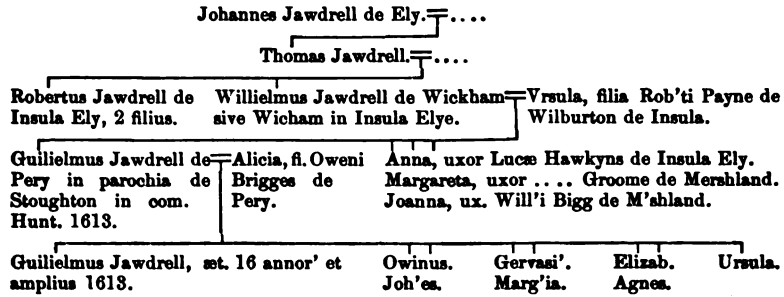 Johannes Jawdrell de Ely.=....
Thomas Jawdrell.=....
Robertus Jawdrell de Insula Ely, 2 filius.
Willielmus Jawdrell de Wickham= sive Wicham in Insula Elye.
Vrsula, filia Rob'ti Payne de Wilburton de Insula.
Guilielmus Jawdrell de= Pery in parochia de Stoughton in com. Hunt. 1613.
Alicia, fi. Oweni Brigges de Pery.
Anna, uxor Lucæ Hawkyns de Insula Ely.
Margareta, uxor .... Groome de Mershland.
Joanna, ux. Will'i Bigg de M'shland.
Guilielmus Jawdrell, æt. 16 annor' et amplius 1613.
Owinus.
Joh'es.
Gervasi'.
Marg'ia.
Elizab.
Agnes.
Ursula.